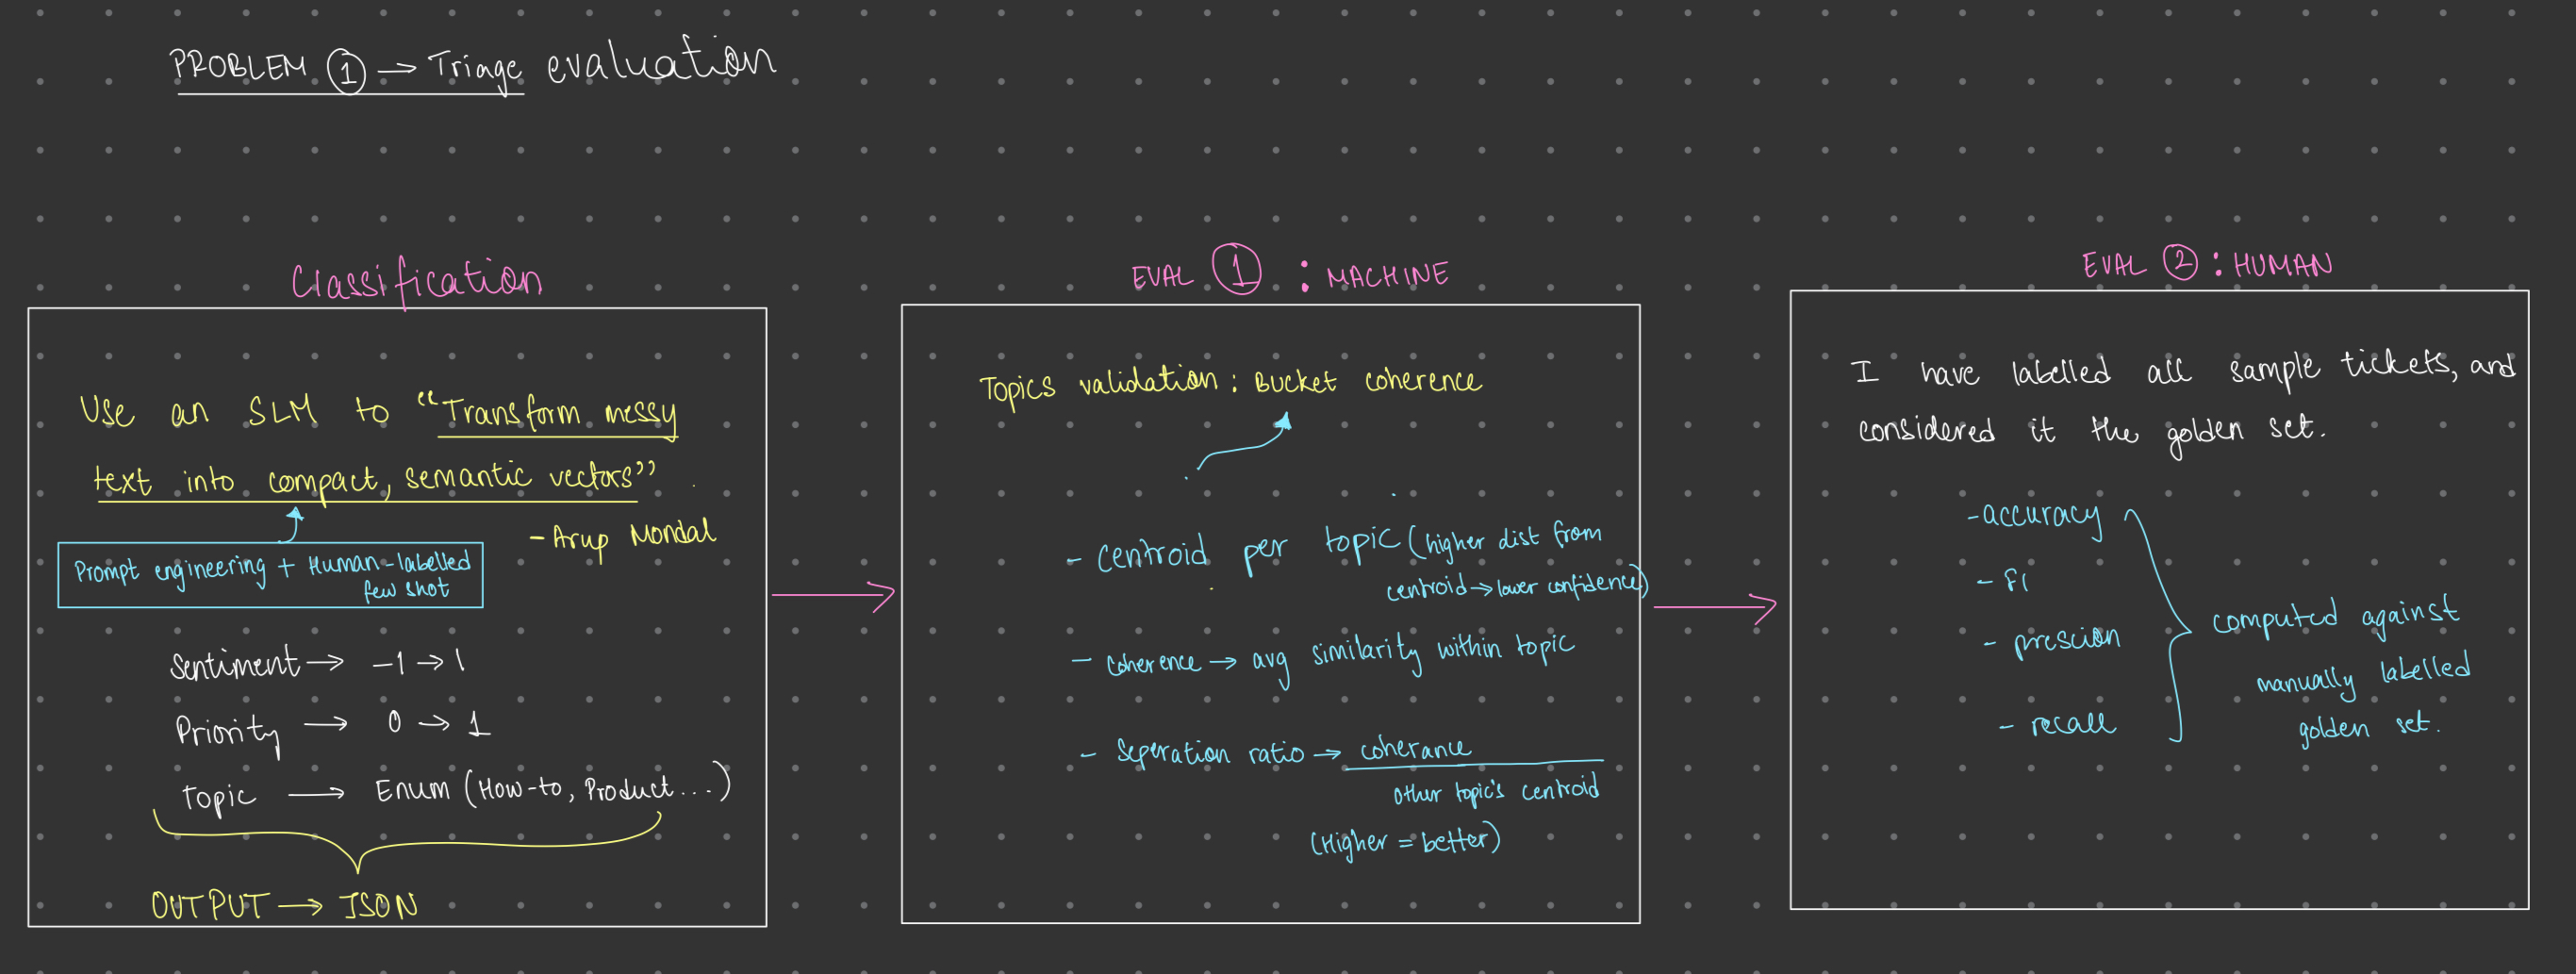 PROBLEM ① → Triage evaluation
Classification
Use an SLM to “Transform messy
text into compact, semantic vectors”
- Arup Mondal
Prompt engineering + Human-labelled
few shot
Sentiment → -1 → 1
Priority → 0 → 1
Topic → Enum (How-to, Product...)
OUTPUT → JSON
EVAL ① : MACHINE
Topics validation : Bucket coherence
- centroid per topic (higher dist from
centroid → lower confidence)
- coherence → avg similarity within topic
- Seperation ratio → coherance
other topic's centroid
(Higher = better)
EVAL ② : HUMAN
I have labelled all sample tickets, and
considered it the golden set.
- accuracy
- F1
- prescion
- recall
computed against
manually labelled
golden set.